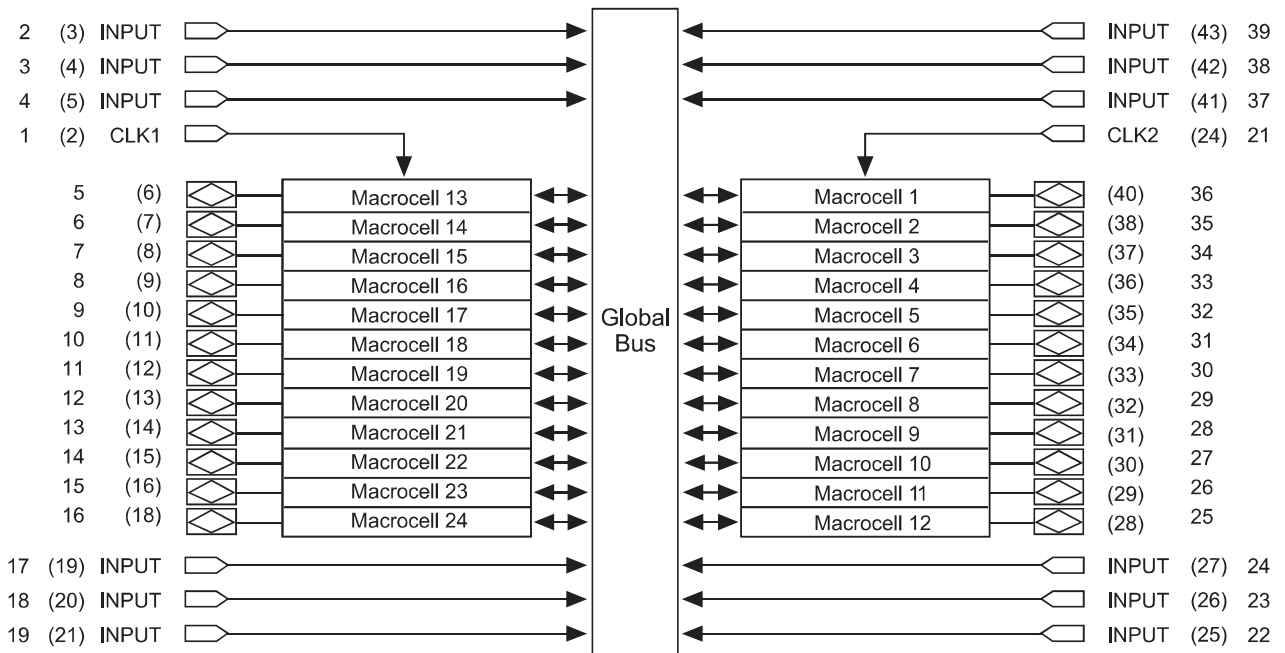 2 (3) INPUT INPUT (43) 39
3 (4) INPUT INPUT (42) 38
4 (5) INPUT INPUT (41) 37
1 (2) CLK1 CLK2 (24) 21
5 (6) Macrocell 13 Macrocell 1 (40) 36
6 (7) Macrocell 14 Macrocell 2 (38) 35
7 (8) Macrocell 15 Macrocell 3 (37) 34
8 (9) Macrocell 16 Macrocell 4 (36) 33
9 (10) Macrocell 17 Global Macrocell 5 (35) 32
10 (11) Macrocell 18 Bus Macrocell 6 (34) 31
11 (12) Macrocell 19 Macrocell 7 (33) 30
12 (13) Macrocell 20 Macrocell 8 (32) 29
13 (14) Macrocell 21 Macrocell 9 (31) 28
14 (15) Macrocell 22 Macrocell 10 (30) 27
15 (16) Macrocell 23 Macrocell 11 (29) 26
16 (18) Macrocell 24 Macrocell 12 (28) 25
17 (19) INPUT INPUT (27) 24
18 (20) INPUT INPUT (26) 23
19 (21) INPUT INPUT (25) 22